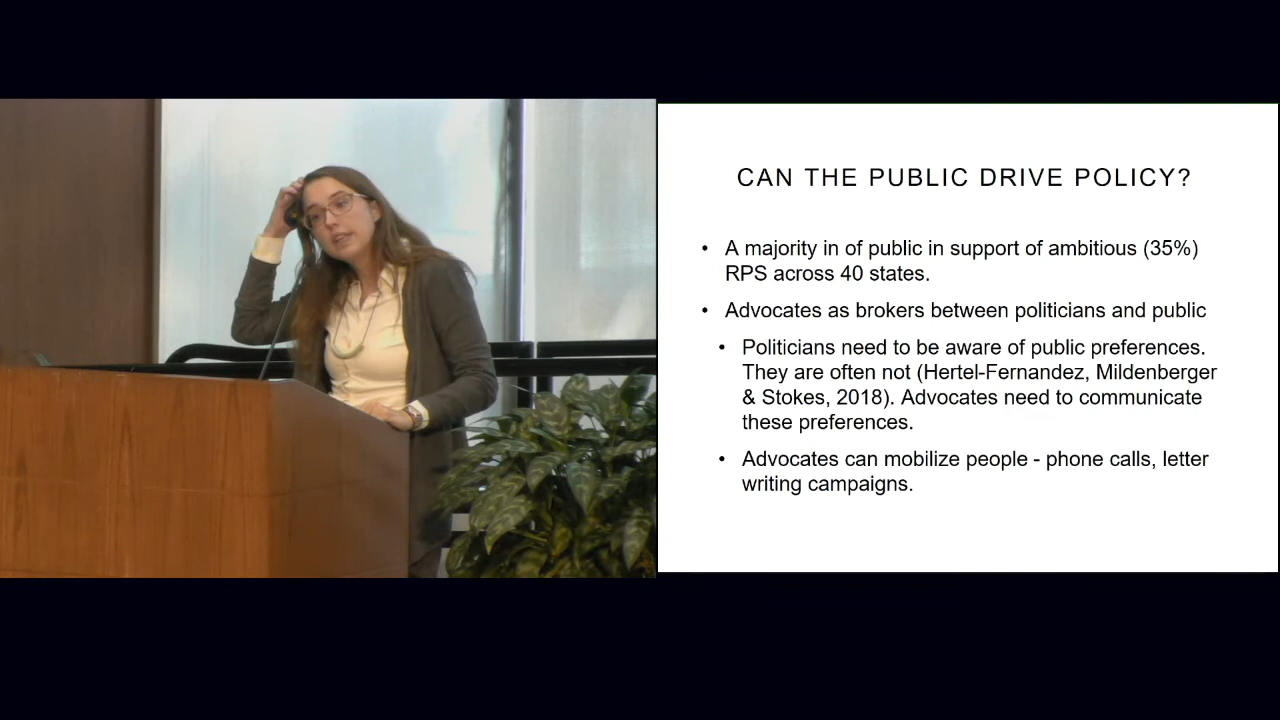 CAN THE PUBLIC DRIVE POLICY?
• A majority in of public in support of ambitious (35%)
RPS across 40 states.
• Advocates as brokers between politicians and public
• Politicians need to be aware of public preferences.
They are often not (Hertel-Fernandez, Mildenberger
& Stokes, 2018). Advocates need to communicate
these preferences.
• Advocates can mobilize people - phone calls, letter
writing campaigns.